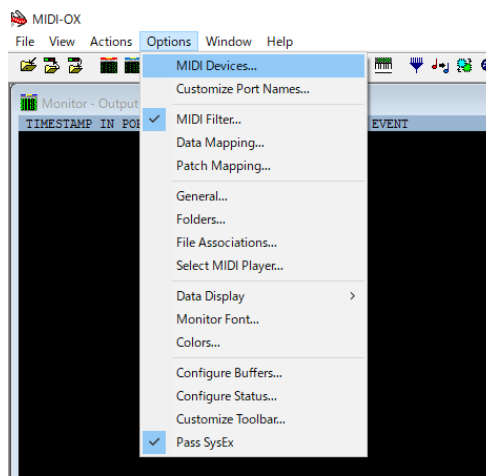 MIDI-OX
File View Actions Options Window Help
MIDI Devices...
Customize Port Names...
Monitor - Output
TIMESTAMP IN POR EVENT
MIDI Filter...
Data Mapping...
Patch Mapping...
General...
Folders...
File Associations...
Select MIDI Player...
Data Display
Monitor Font...
Colors...
Configure Buffers...
Configure Status...
Customize Toolbar...
Pass SysEx